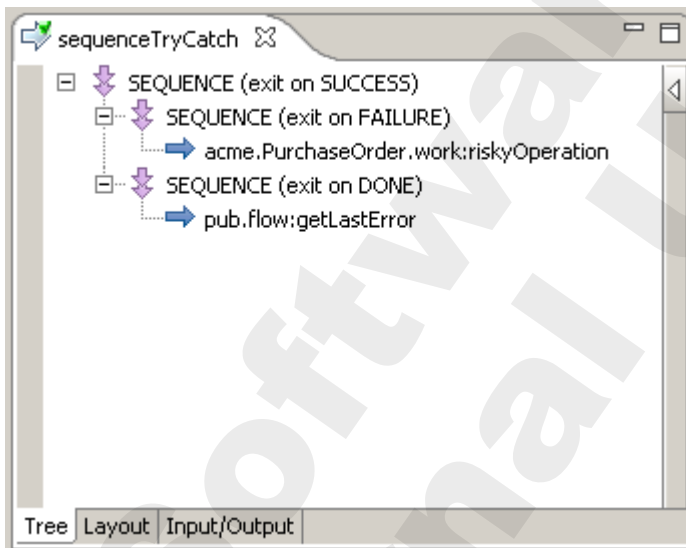 sequenceTryCatch
SEQUENCE (exit on SUCCESS)
SEQUENCE (exit on FAILURE)
acme.PurchaseOrder.work:riskyOperation
SEQUENCE (exit on DONE)
pub.flow:getLastError
Tree Layout Input/Output